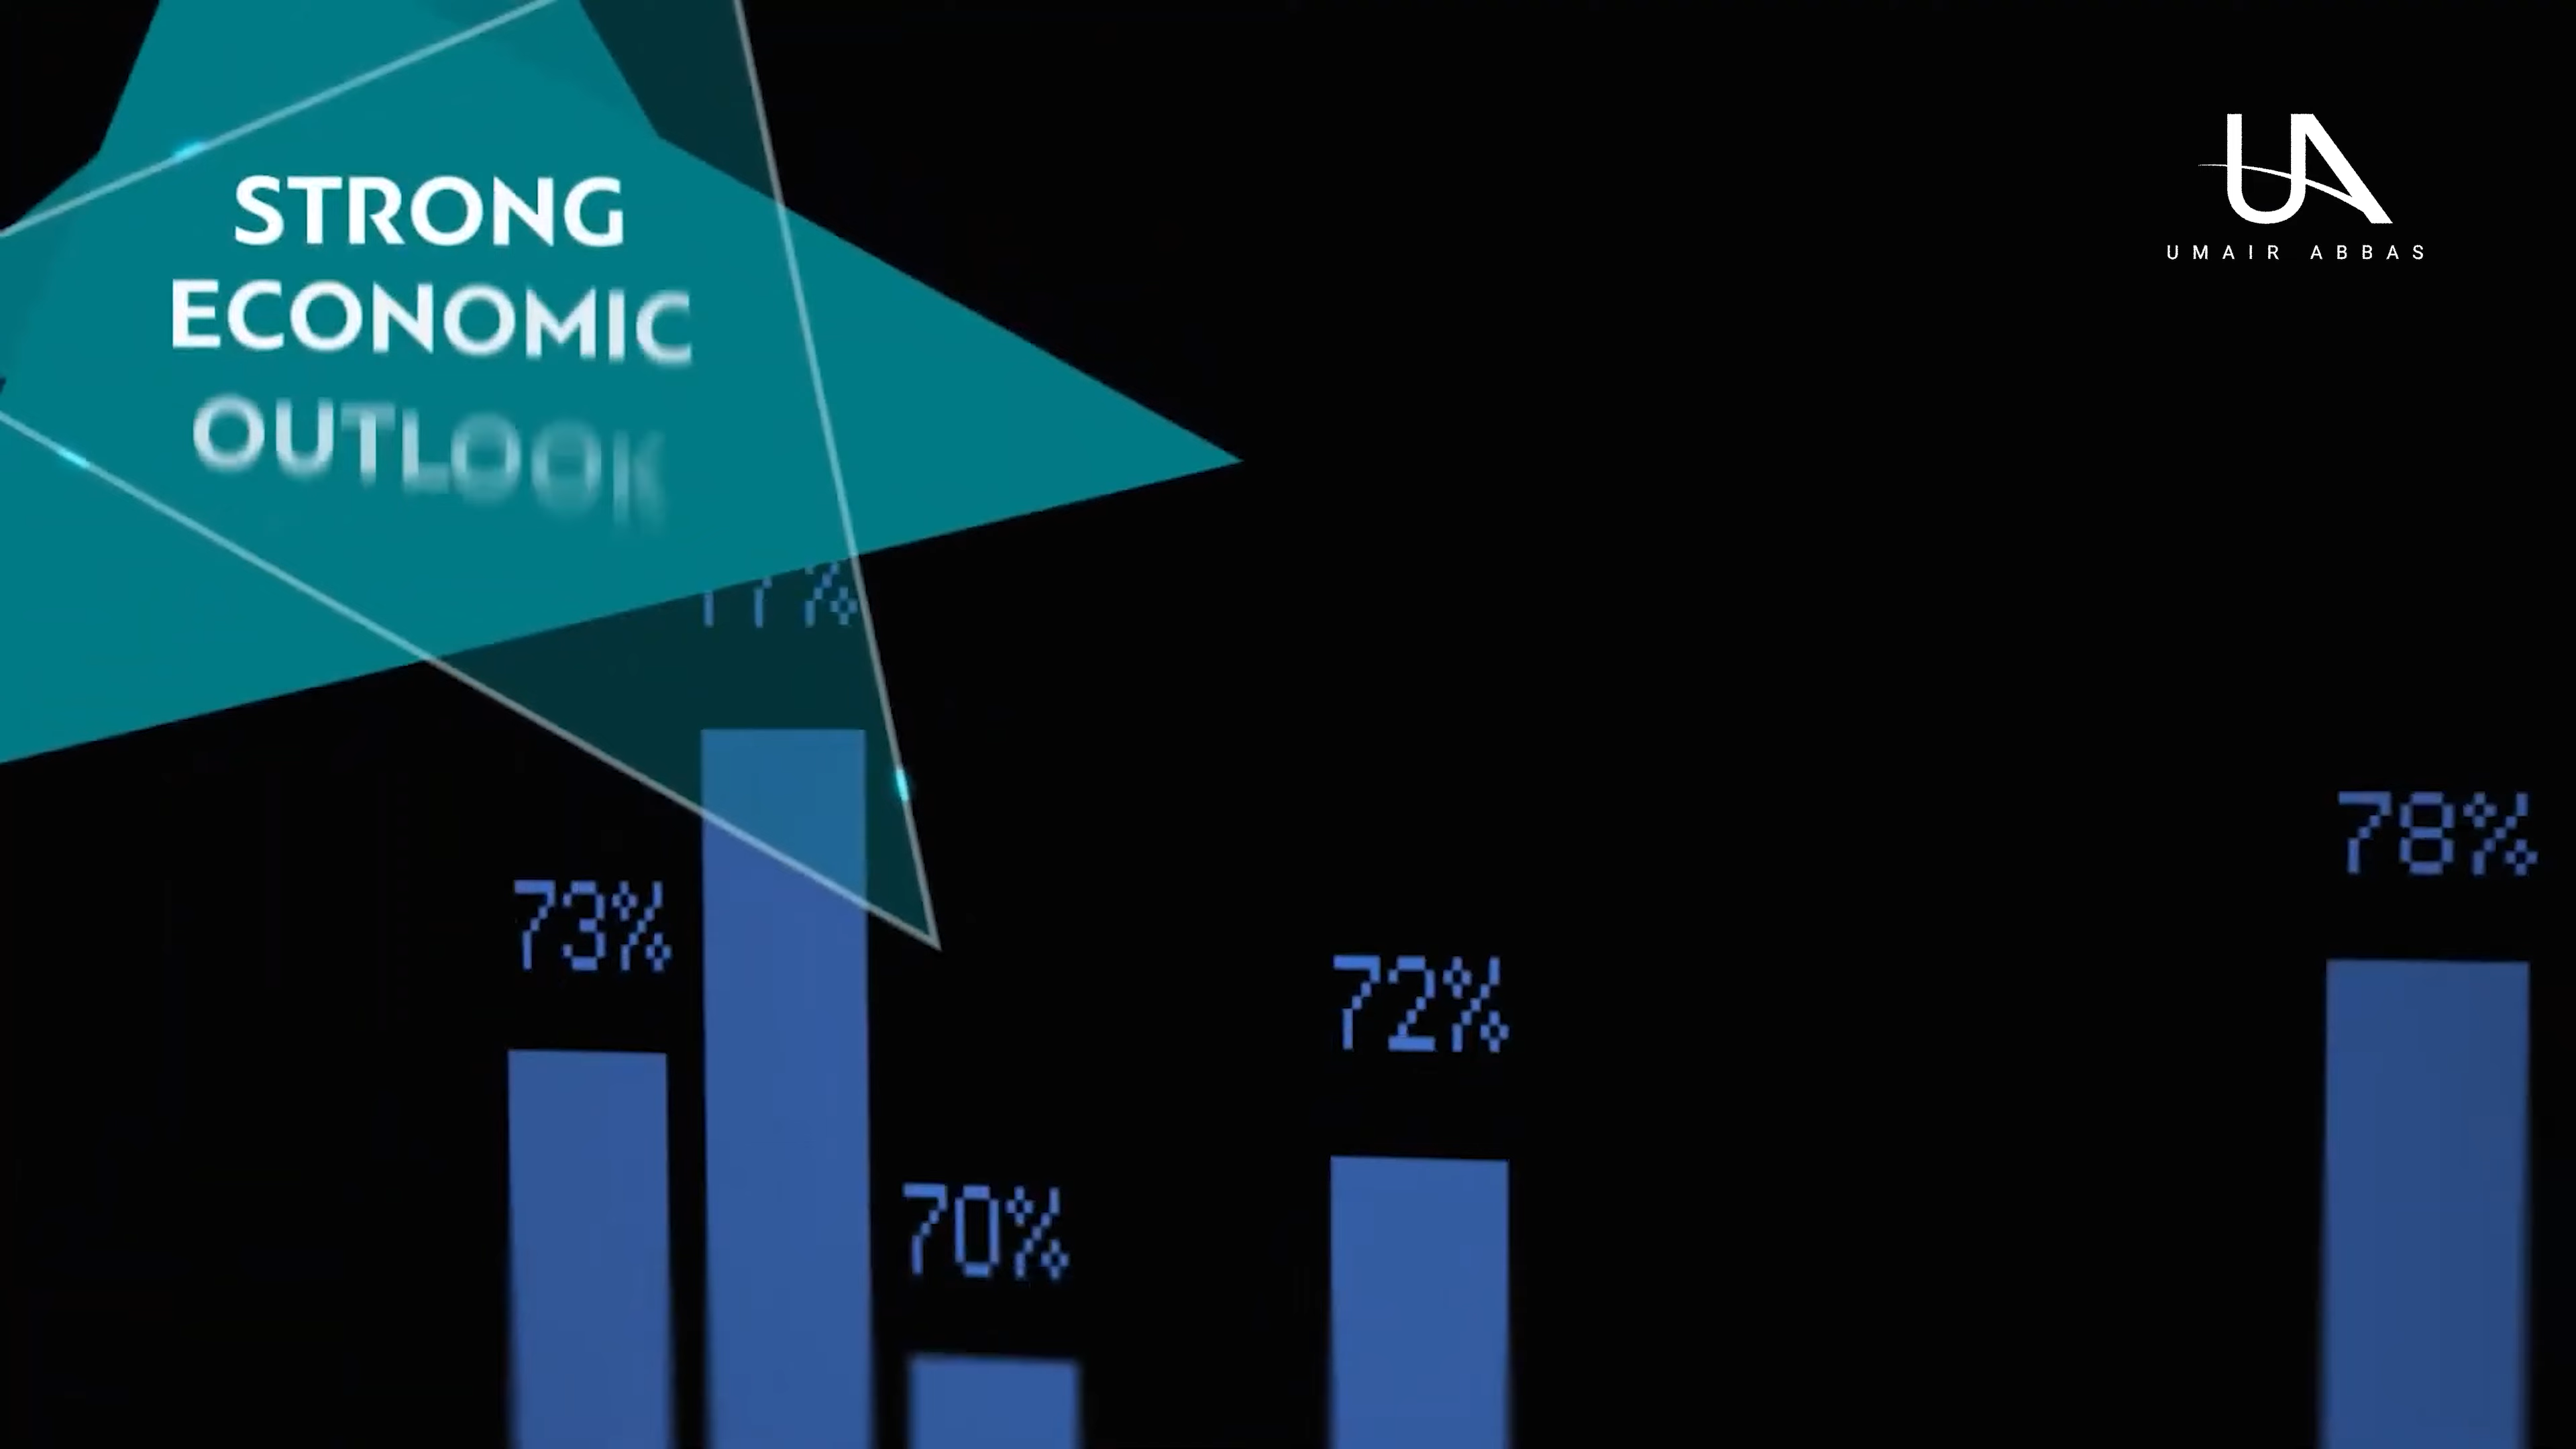 STRONG
ECONOMIC
OUTLOOK
UMAIR ABBAS
73%
70%
72%
78%